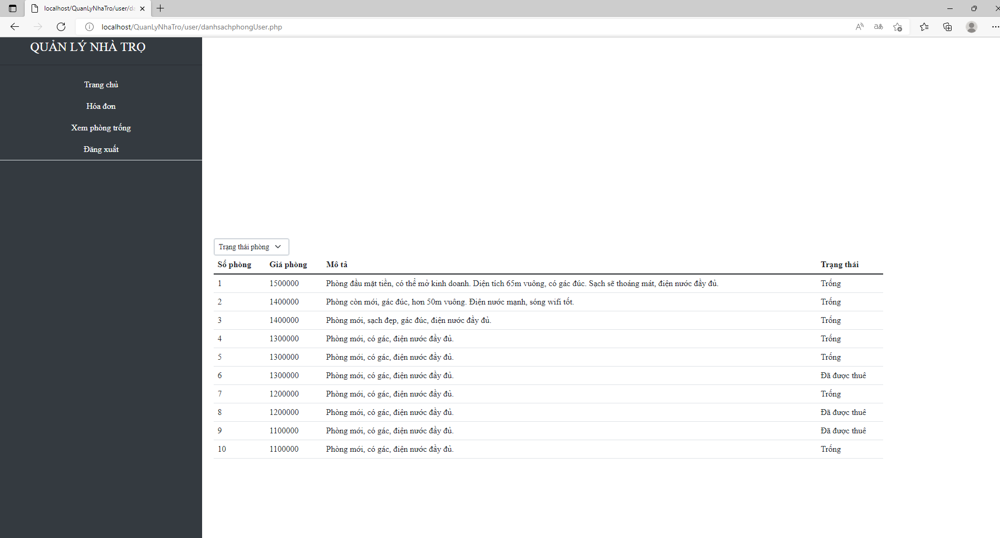 localhost/QuanLyNhaTro/user/da
localhost/QuanLyNhaTro/user/danhsachphongUser.php
QUẢN LÝ NHÀ TRỌ
Trang chủ
Hóa đơn
Xem phòng trống
Đăng xuất
Trạng thái phòng
Số phòng Giá phòng Mô tả Trạng thái
1 1500000 Phòng đầu mặt tiền, có thể mở kinh doanh. Diện tích 65m vuông, có gác đúc. Sạch sẽ thoáng mát, điện nước đầy đủ. Trống
2 1400000 Phòng còn mới, gác đúc, hơn 50m vuông. Điện nước mạnh, sóng wifi tốt. Trống
3 1400000 Phòng mới, sạch đẹp, gác đúc, điện nước đầy đủ. Trống
4 1300000 Phòng mới, có gác, điện nước đầy đủ. Trống
5 1300000 Phòng mới, có gác, điện nước đầy đủ. Trống
6 1300000 Phòng mới, có gác, điện nước đầy đủ. Đã được thuê
7 1200000 Phòng mới, có gác, điện nước đầy đủ. Trống
8 1200000 Phòng mới, có gác, điện nước đầy đủ. Đã được thuê
9 1100000 Phòng mới, có gác, điện nước đầy đủ. Đã được thuê
10 1100000 Phòng mới, có gác, điện nước đầy đủ. Trống